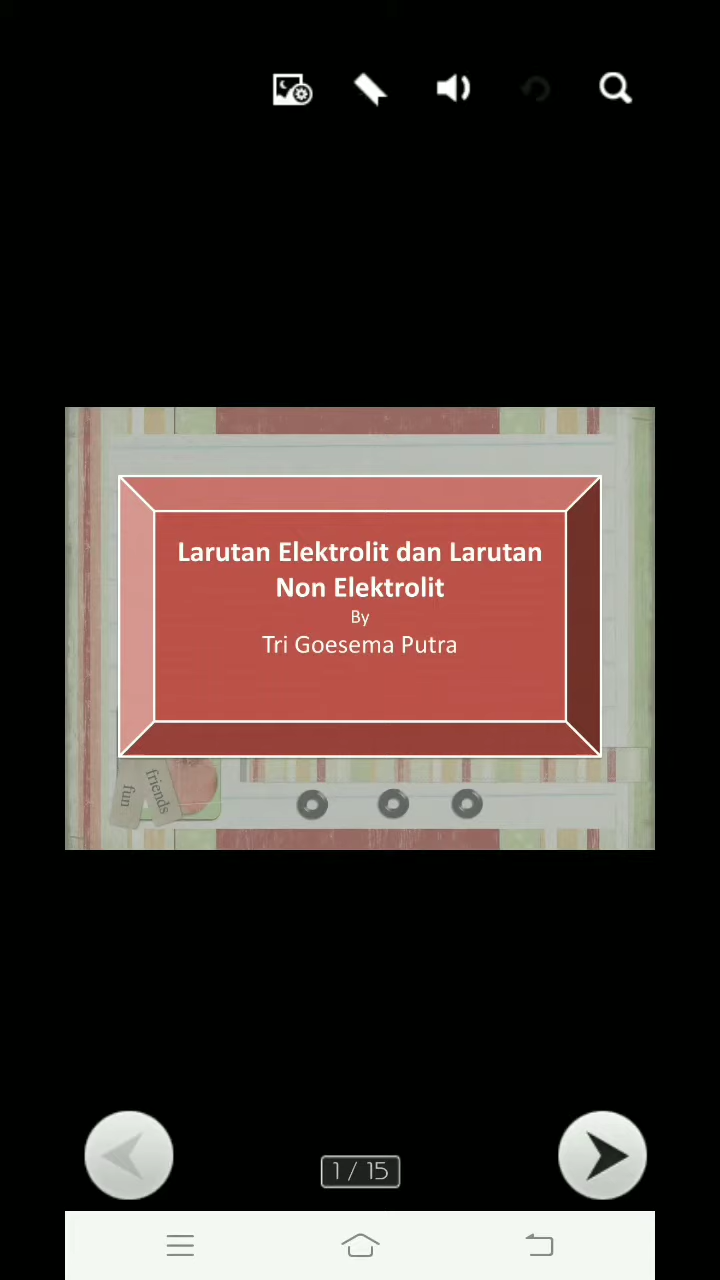 Larutan Elektrolit dan Larutan
Non Elektrolit
By
Tri Goesema Putra
friends
fun
1 / 15